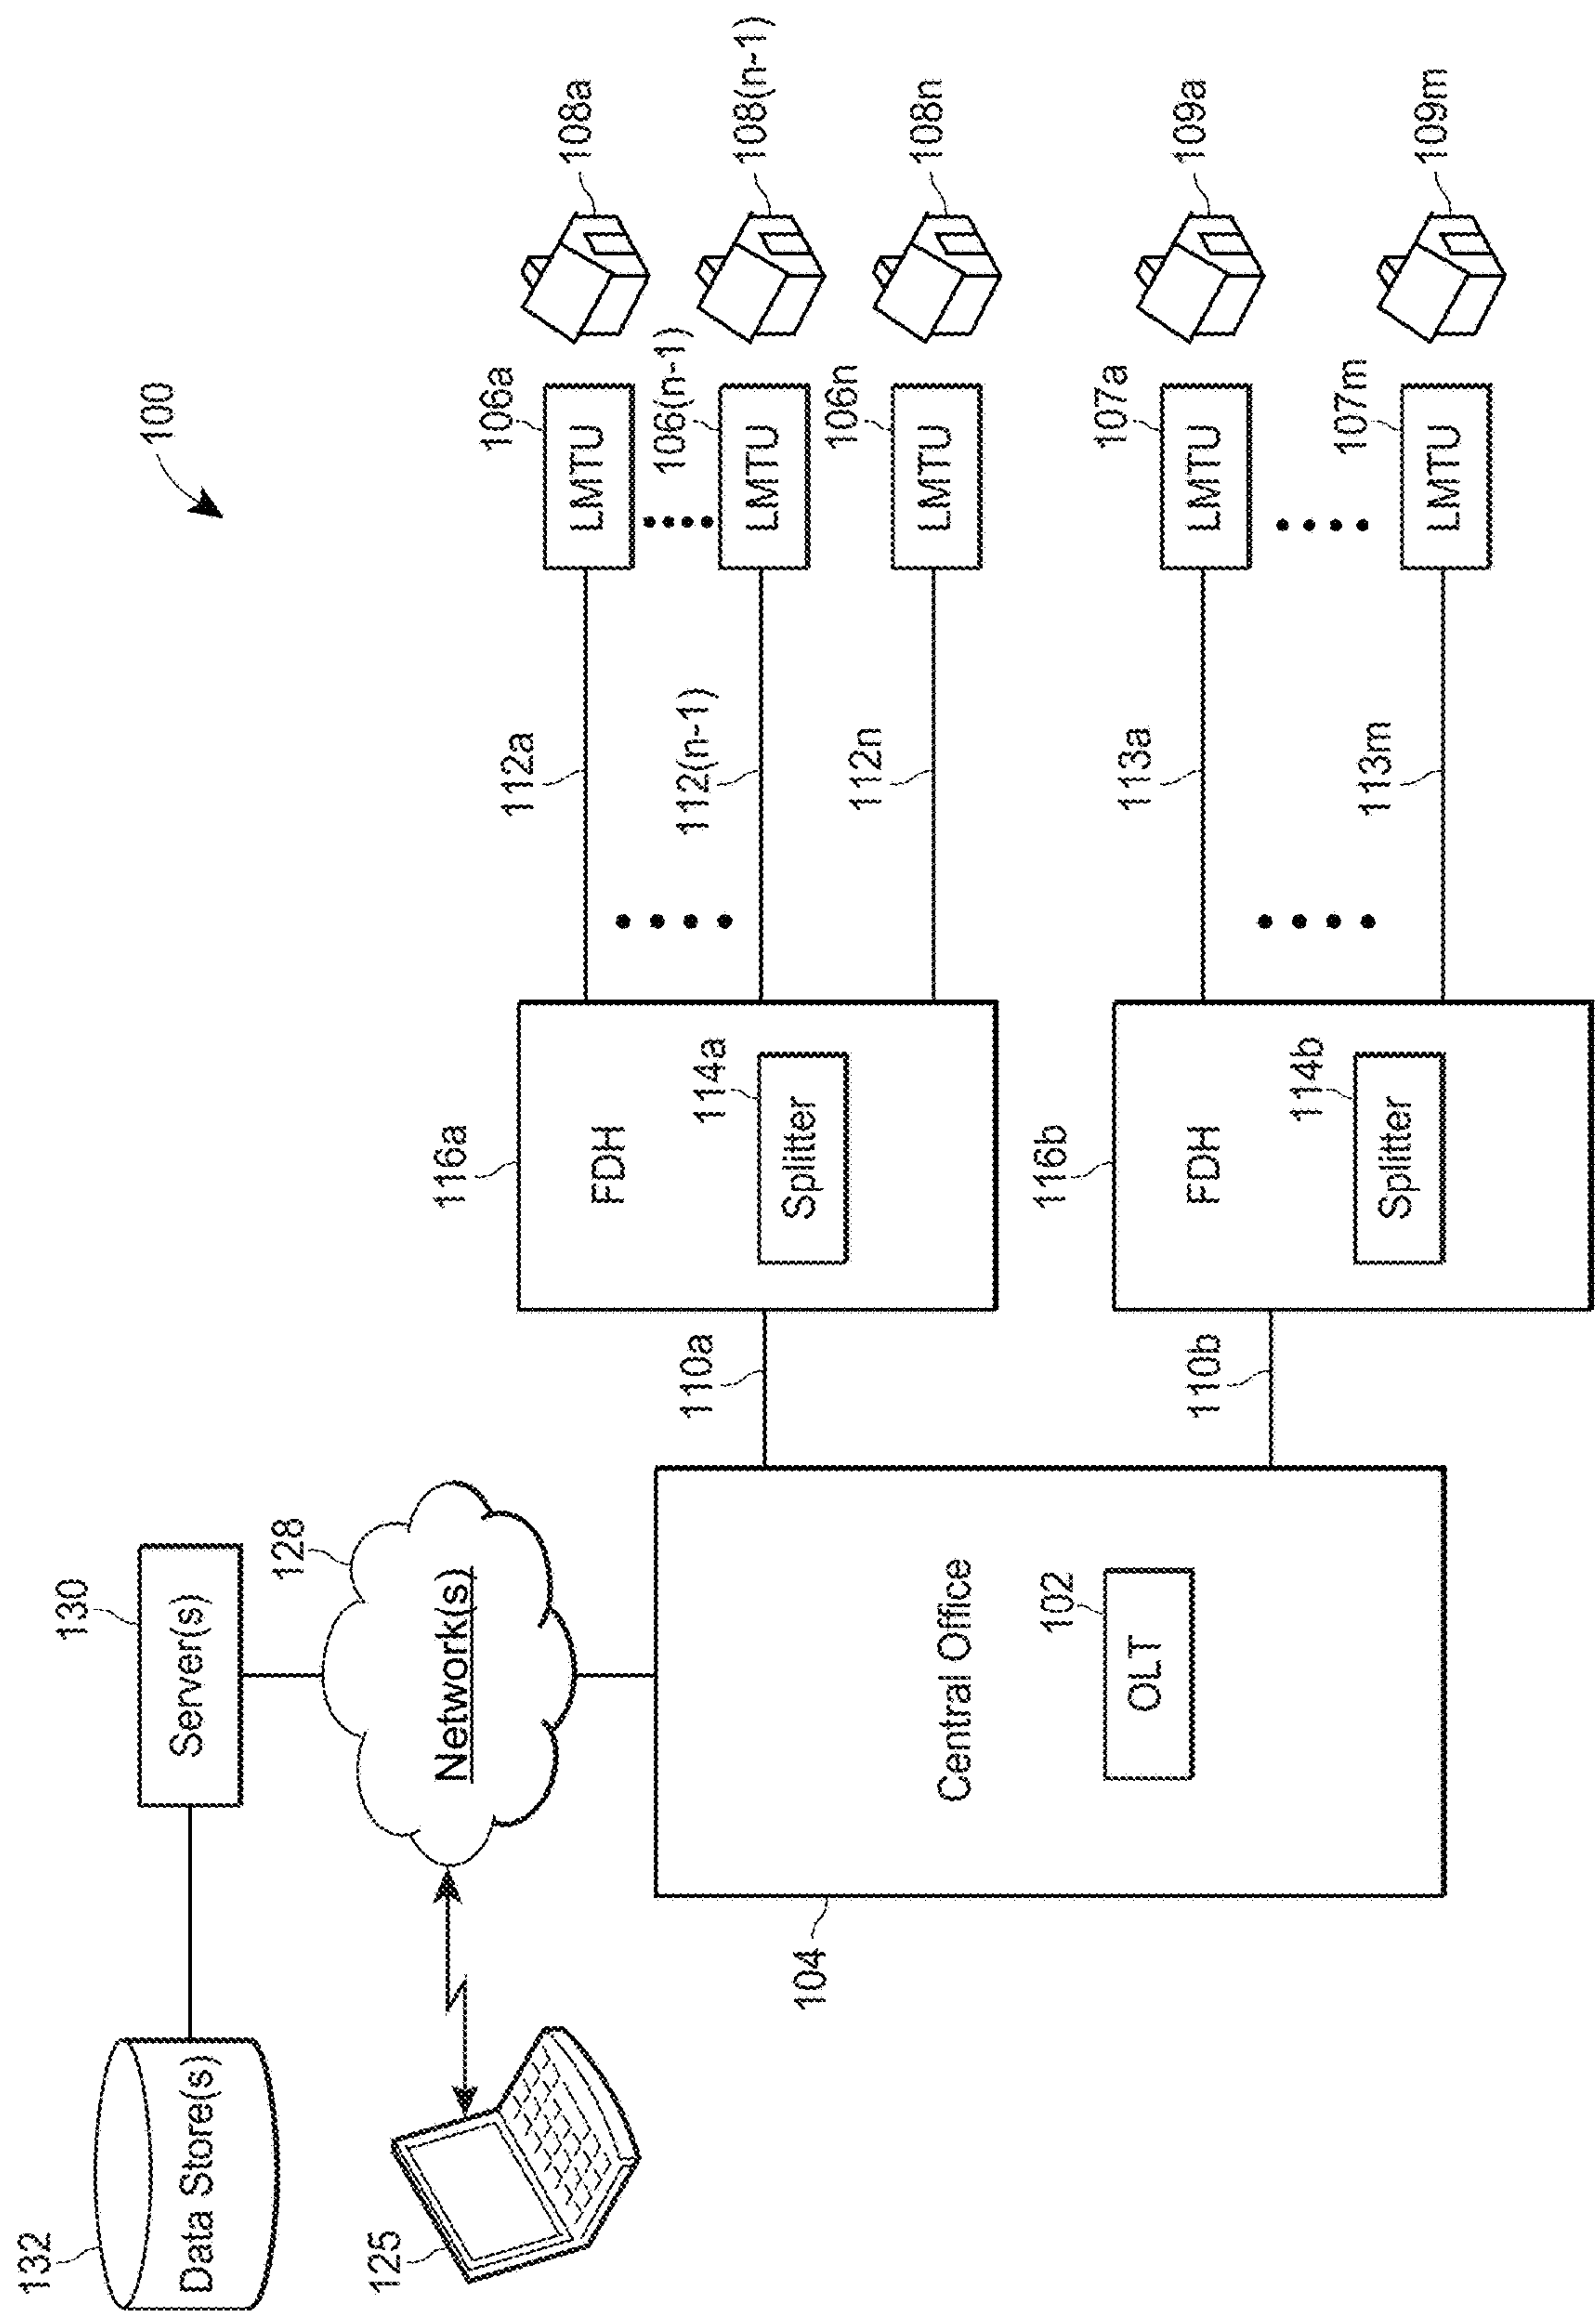 100
132
Data Store(s)
130
Server(s)
125
128
Network(s)
104
Central Office
102
OLT
110a
110b
116a
FDH
114a
Splitter
116b
FDH
114b
Splitter
112a
112(n-1)
112n
113a
113m
106a
LMTU
106(n-1)
LMTU
106n
LMTU
107a
LMTU
107m
LMTU
108a
108(n-1)
108n
109a
109m